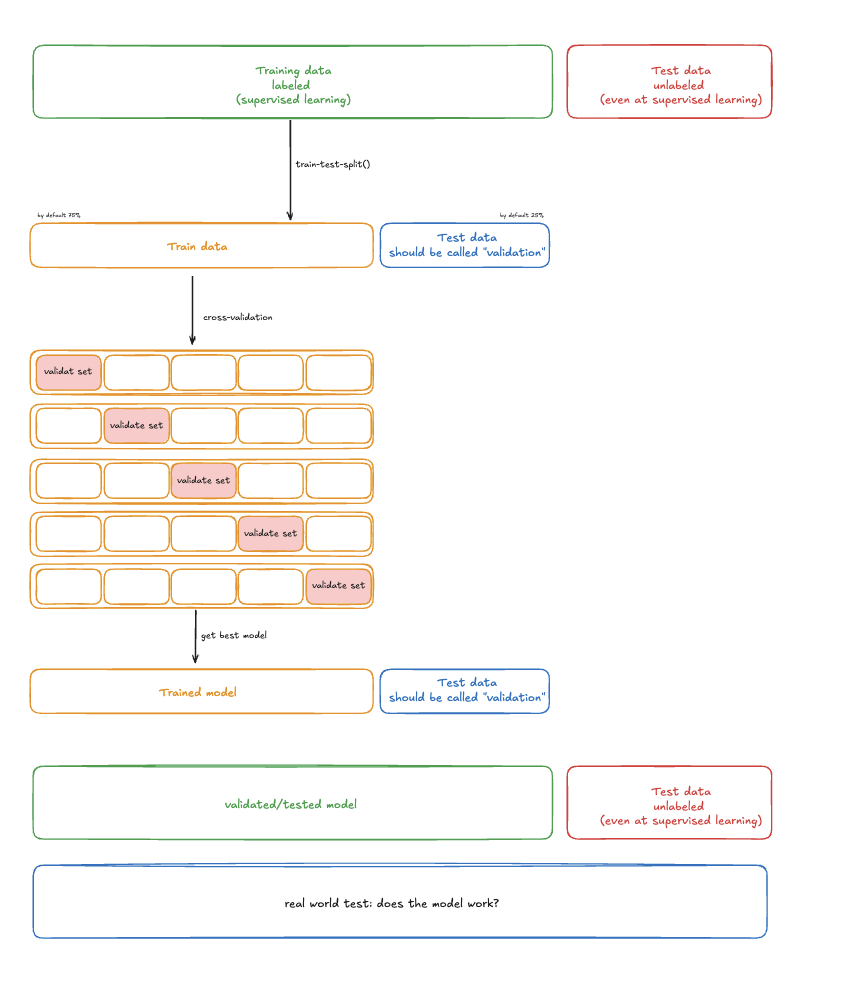 Training data
labeled
(supervised learning)
Test data
unlabeled
(even at supervised learning)
train-test-split()
by default 75%
by default 25%
Train data
Test data
should be called "validation"
cross-validation
validat set
validate set
validate set
validate set
validate set
get best model
Trained model
Test data
should be called "validation"
validated/tested model
Test data
unlabeled
(even at supervised learning)
real world test: does the model work?